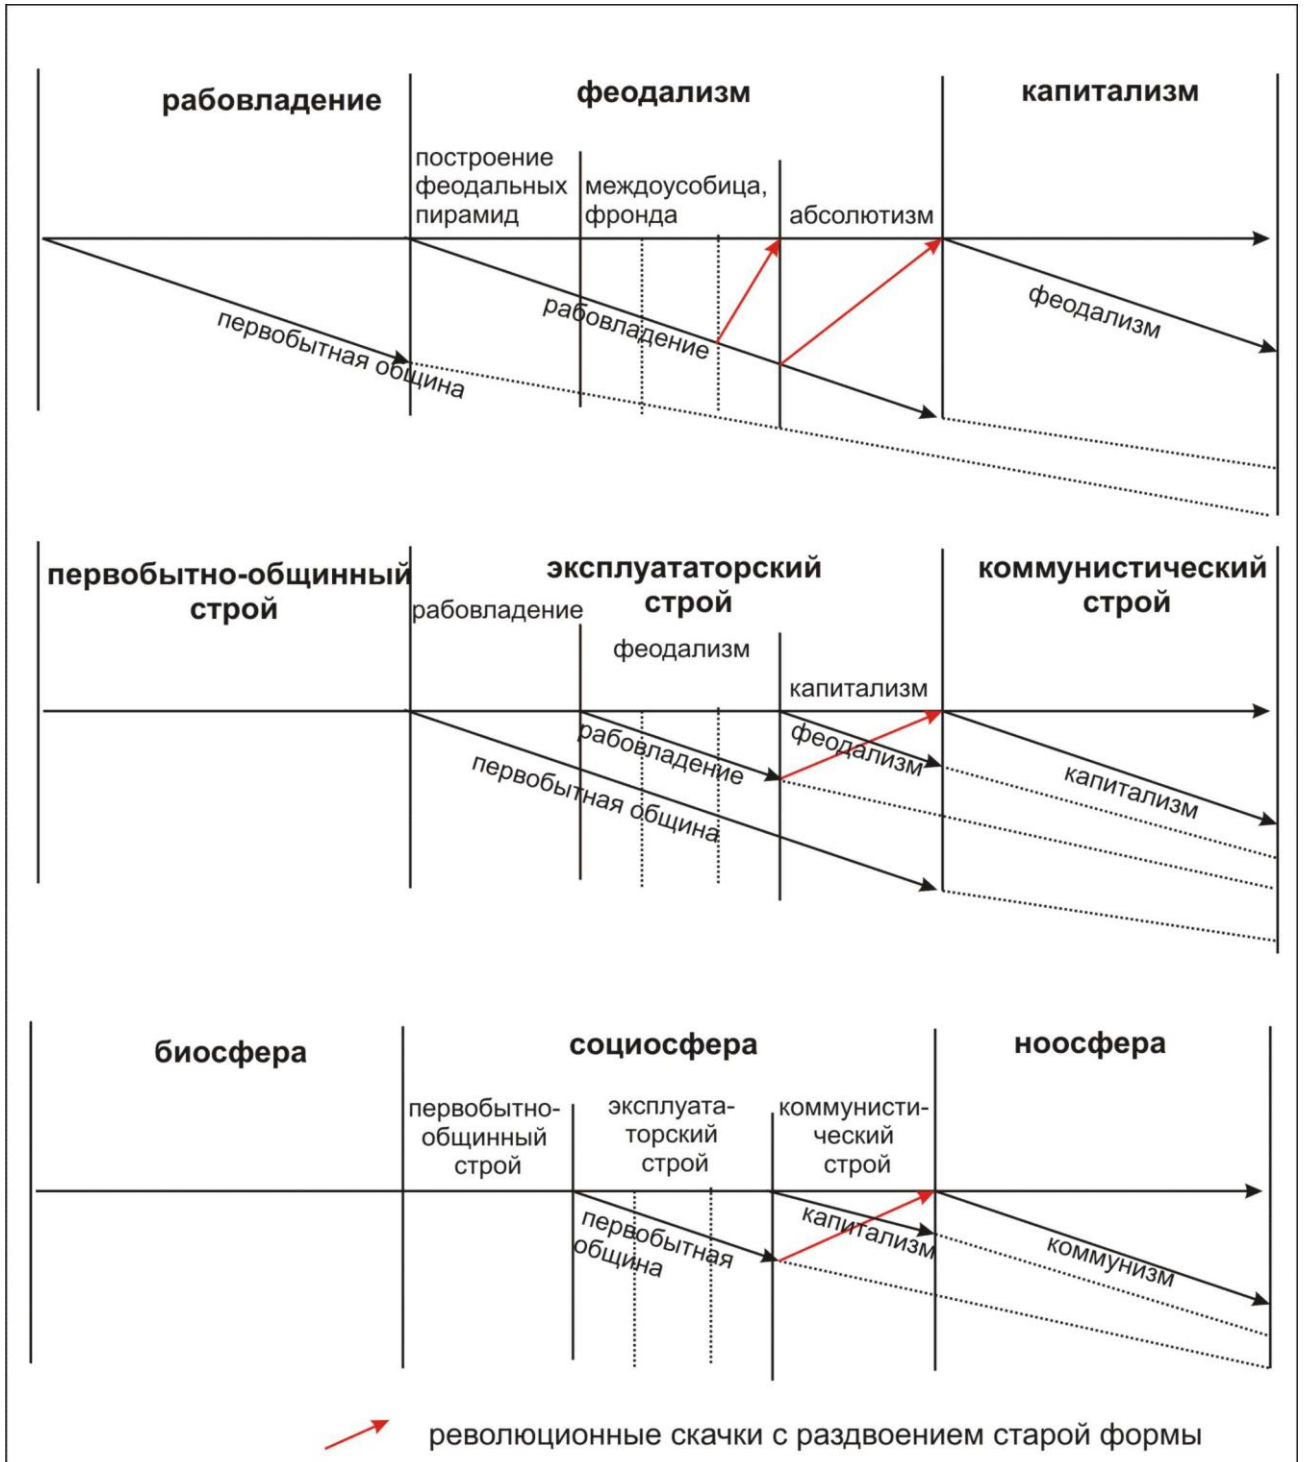 рабовладение
феодализм
капитализм
построение
феодальных
пирамид
междоусобица,
фронда
абсолютизм
первобытная община
рабовладение
феодализм
первобытно-общинный
строй
эксплуататорский
строй
коммунистический
строй
рабовладение
феодализм
капитализм
рабовладение
феодализм
первобытная община
капитализм
биосфера
социосфера
ноосфера
первобытно-
общинный
строй
эксплуата-
торский
строй
коммунисти-
ческий
строй
первобытная
община
капитализм
коммунизм
революционные скачки с раздвоением старой формы